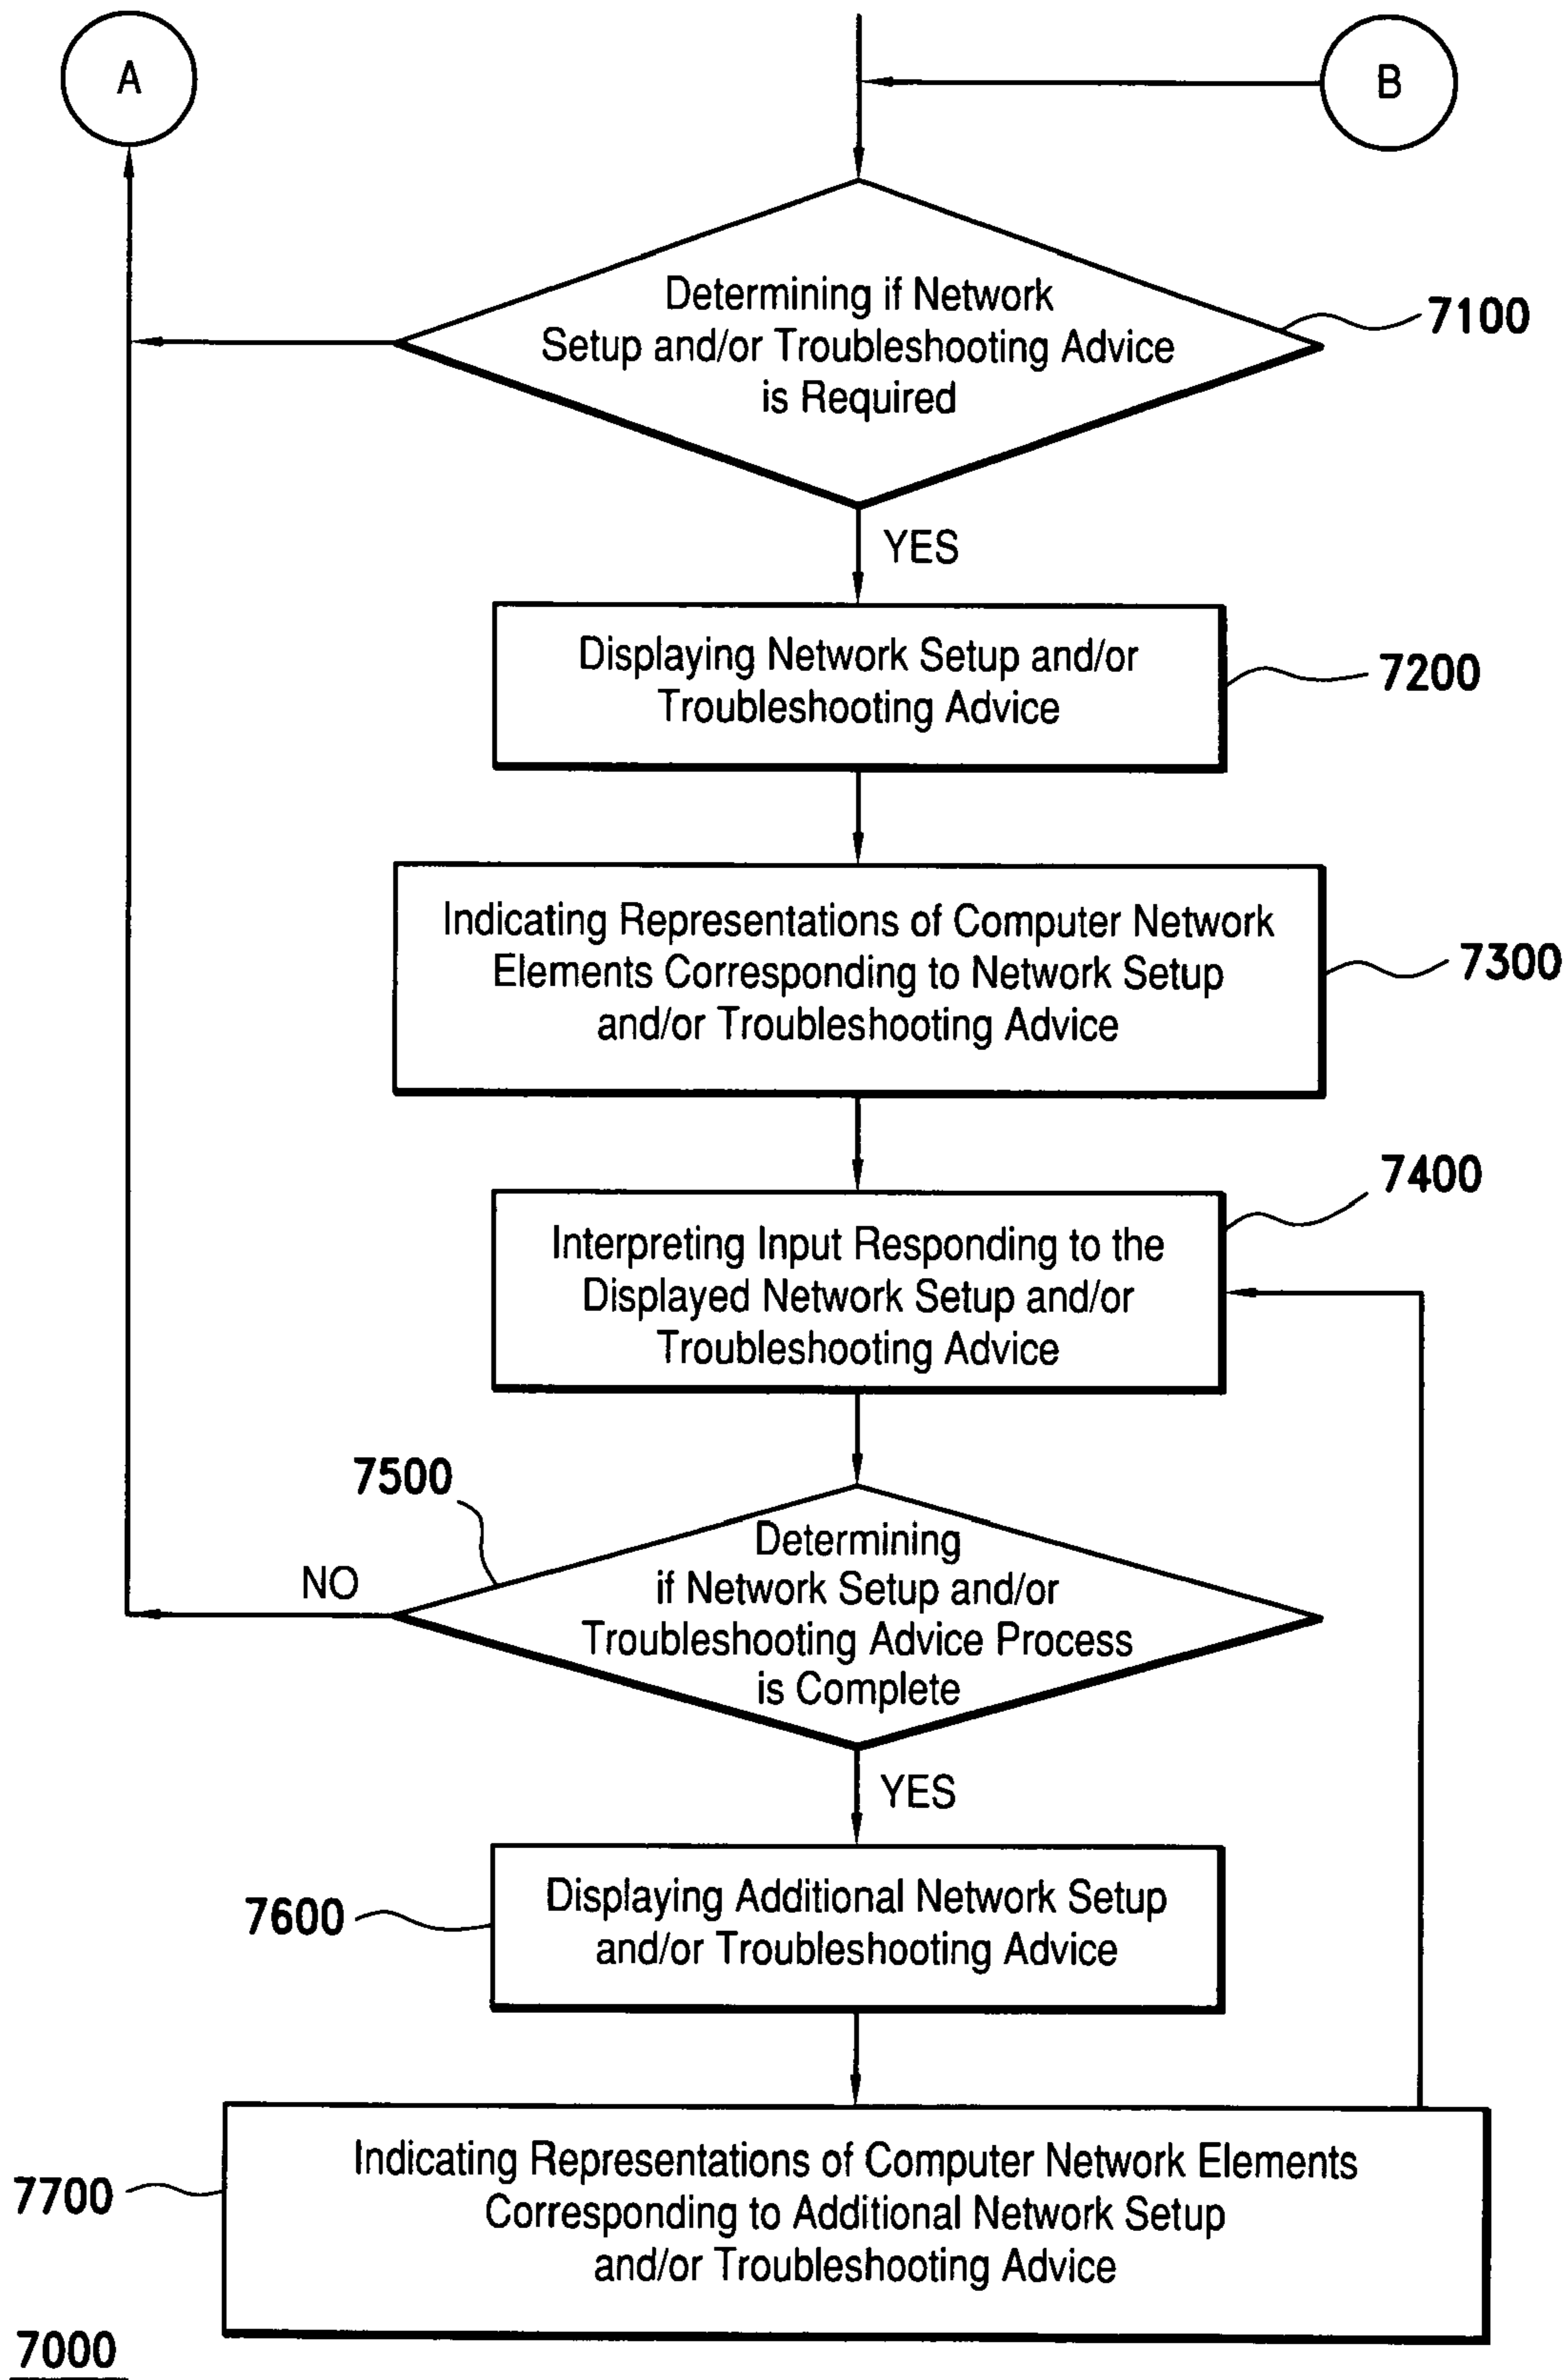 A
B
Determining if Network
Setup and/or Troubleshooting Advice
is Required
7100
YES
Displaying Network Setup and/or
Troubleshooting Advice
7200
Indicating Representations of Computer Network
Elements Corresponding to Network Setup
and/or Troubleshooting Advice
7300
7400
Interpreting Input Responding to the
Displayed Network Setup and/or
Troubleshooting Advice
7500
Determining
if Network Setup and/or
Troubleshooting Advice Process
is Complete
NO
YES
Displaying Additional Network Setup
and/or Troubleshooting Advice
7600
Indicating Representations of Computer Network Elements
Corresponding to Additional Network Setup
and/or Troubleshooting Advice
7700
7000